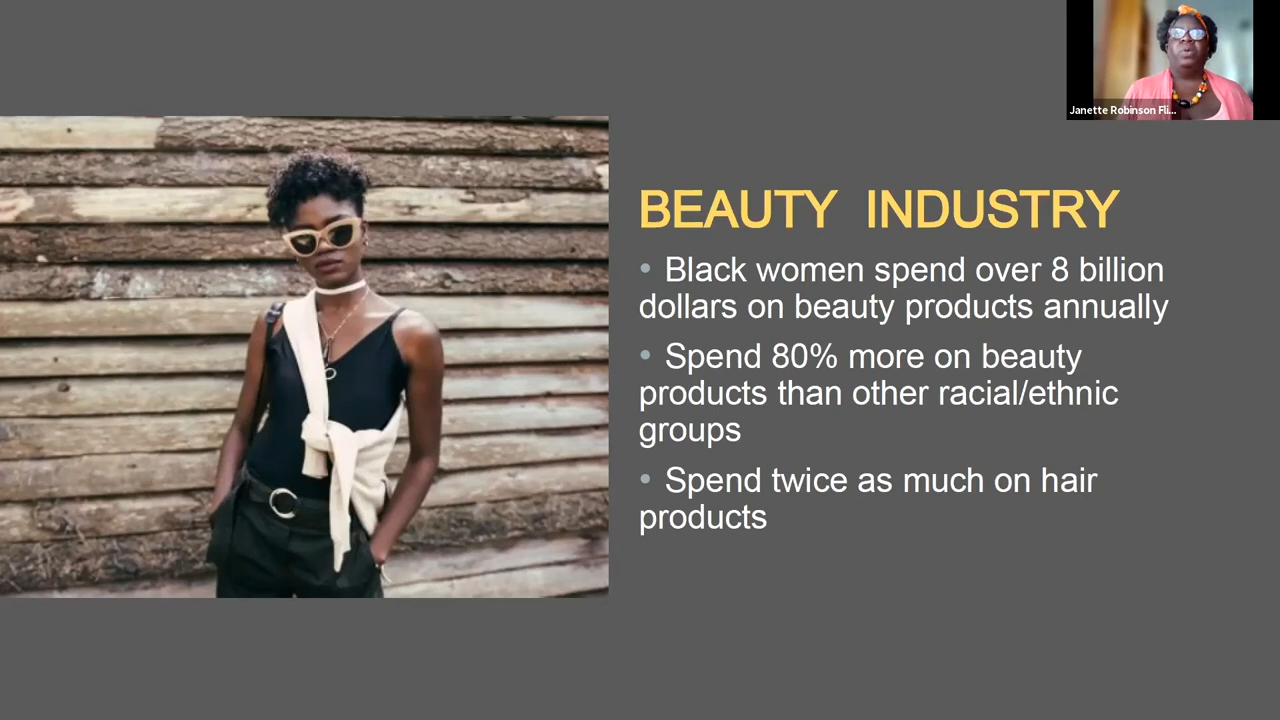 Janette Robinson Fli...
BEAUTY INDUSTRY
• Black women spend over 8 billion
dollars on beauty products annually
• Spend 80% more on beauty
products than other racial/ethnic
groups
• Spend twice as much on hair
products